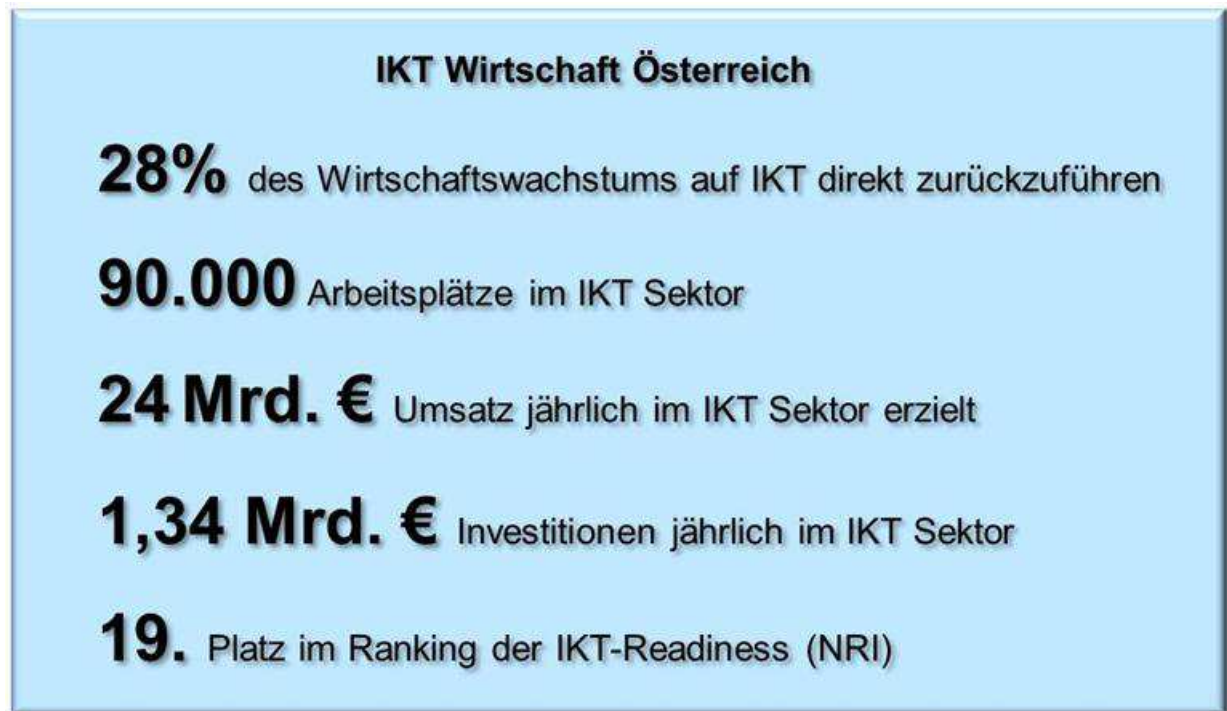 IKT Wirtschaft Österreich
28% des Wirtschaftswachstums auf IKT direkt zurückzuführen
90.000 Arbeitsplätze im IKT Sektor
24 Mrd. € Umsatz jährlich im IKT Sektor erzielt
1,34 Mrd. € Investitionen jährlich im IKT Sektor
19. Platz im Ranking der IKT-Readiness (NRI)